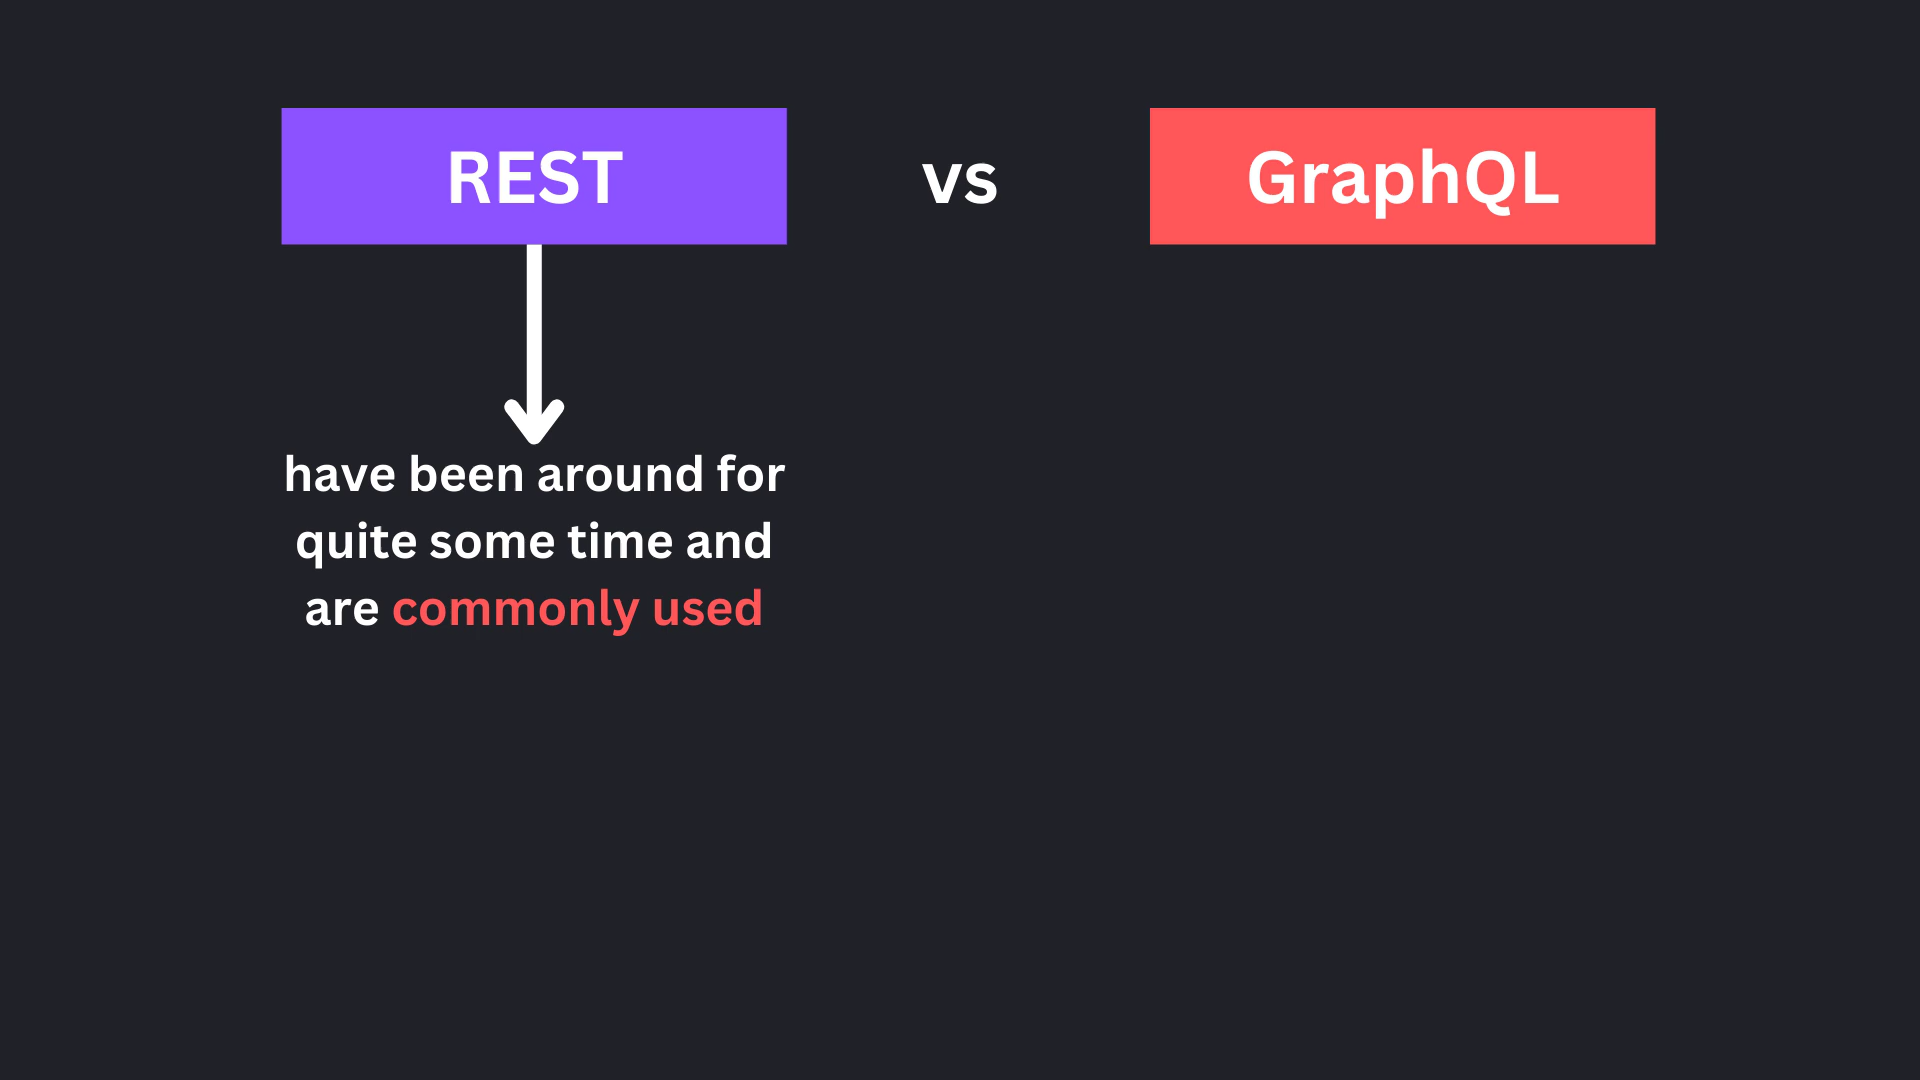 REST
vs
GraphQL
have been around for
quite some time and
are commonly used